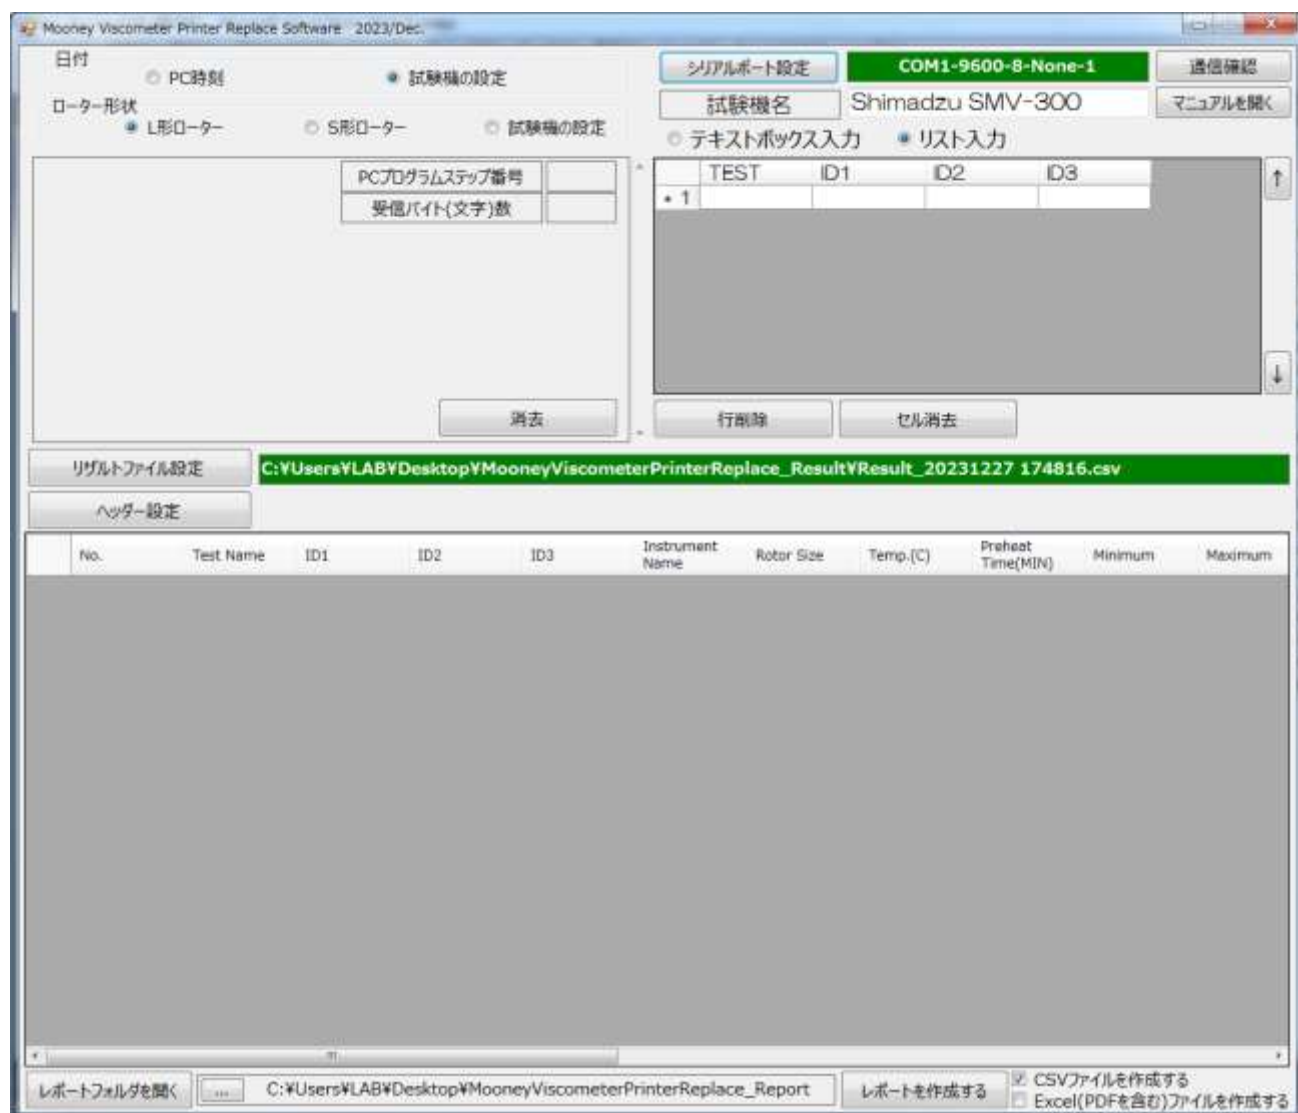 Mooney Viscometer Printer Replace Software 2023/Dec.
日付
PC時刻 試験機の設定
シリアルポート設定 COM1-9600-8-None-1 通信確認
ローター形状
L形ローター S形ローター 試験機の設定
試験機名 Shimadzu SMV-300 マニュアルを開く
テキストボックス入力 リスト入力
PCプログラムステップ番号
受信バイト(文字)数
TEST ID1 ID2 ID3
1
↑
↓
消去
行削除 セル消去
リザルトファイル設定 C:¥Users¥LAB¥Desktop¥MooneyViscometerPrinterReplace_Result¥Result_20231227 174816.csv
ヘッダー設定
No. Test Name ID1 ID2 ID3 Instrument Name Rotor Size Temp.(C) Preheat Time(MIN) Minimum Maximum
レポートフォルダを開く ... C:¥Users¥LAB¥Desktop¥MooneyViscometerPrinterReplace_Report レポートを作成する
CSVファイルを作成する
Excel(PDFを含む)ファイルを作成する